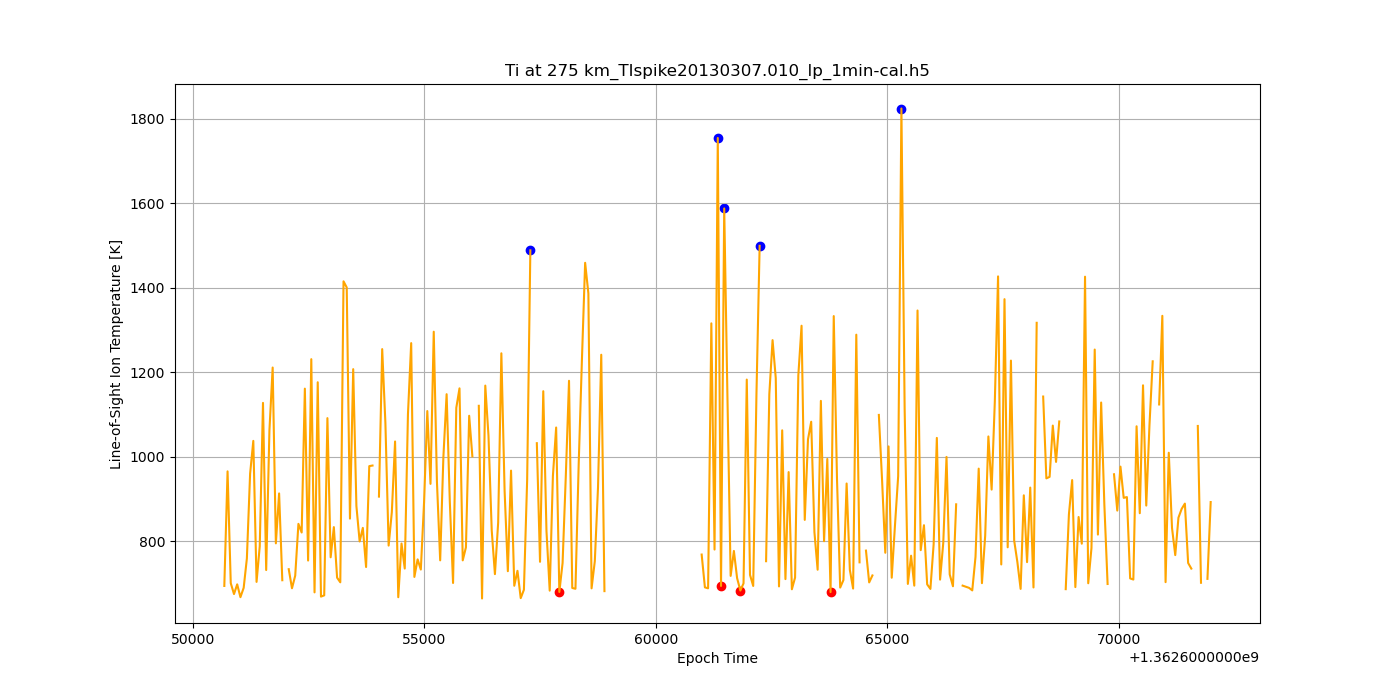 Ti at 275 km_TIspike20130307.010_lp_1min-cal.h5
Line-of-Sight Ion Temperature [K]
1800
1600
1400
1200
1000
800
50000
55000
60000
65000
70000
Epoch Time
+1.3626000000e9